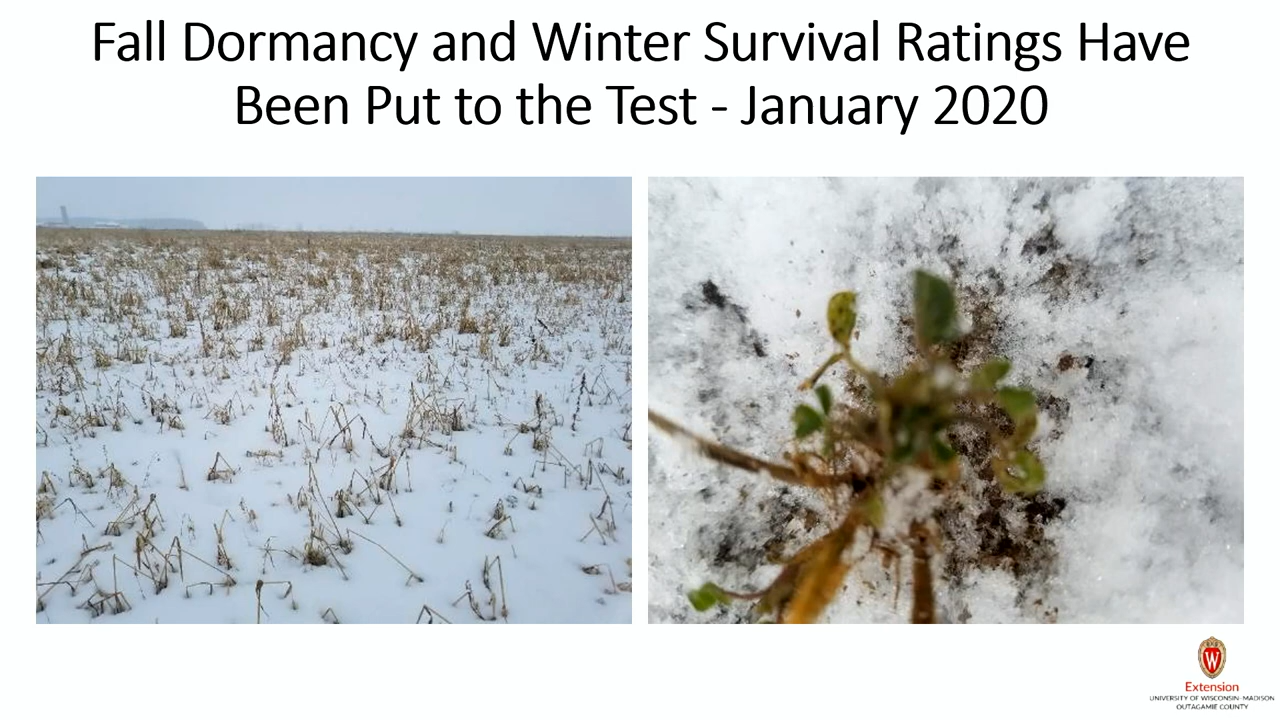 Fall Dormancy and Winter Survival Ratings Have
Been Put to the Test - January 2020
W
Extension
UNIVERSITY OF WISCONSIN-MADISON
OUTAGAMIE COUNTY